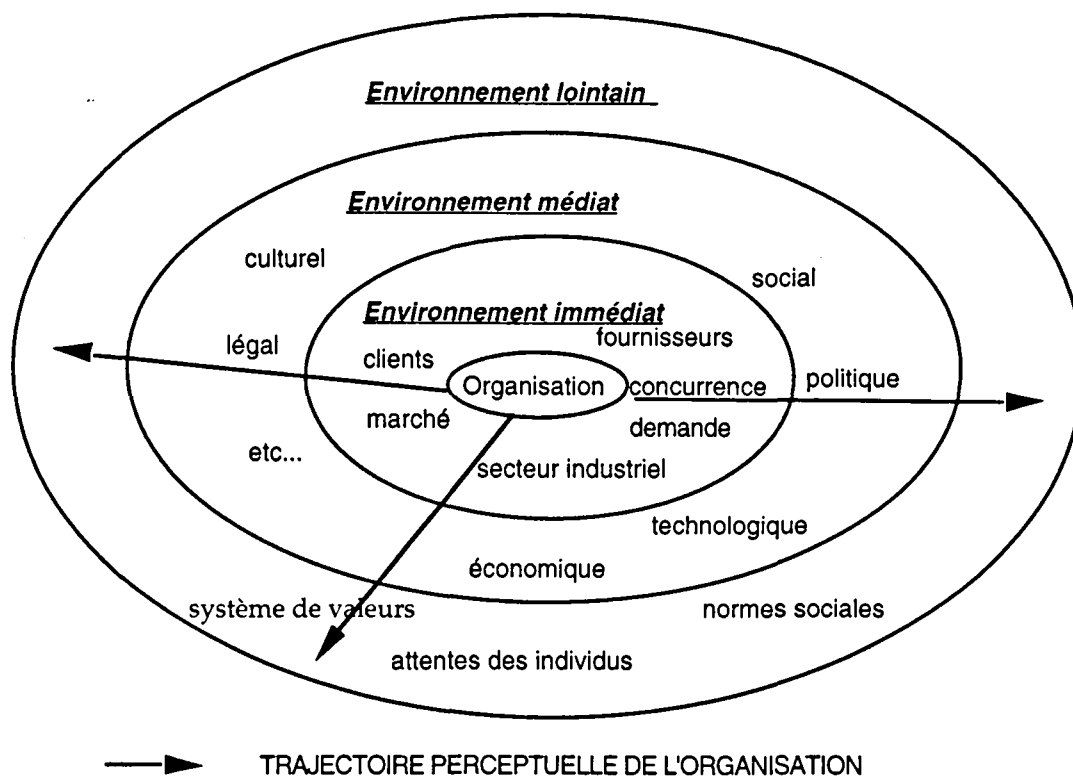 Environnement lointain
Environnement médiat
culturel
social
Environnement immédiat
fournisseurs
légal
clients
Organisation
concurrence
politique
marché
demande
etc...
secteur industriel
technologique
économique
système de valeurs
normes sociales
attentes des individus
TRAJECTOIRE PERCEPTUELLE DE L'ORGANISATION